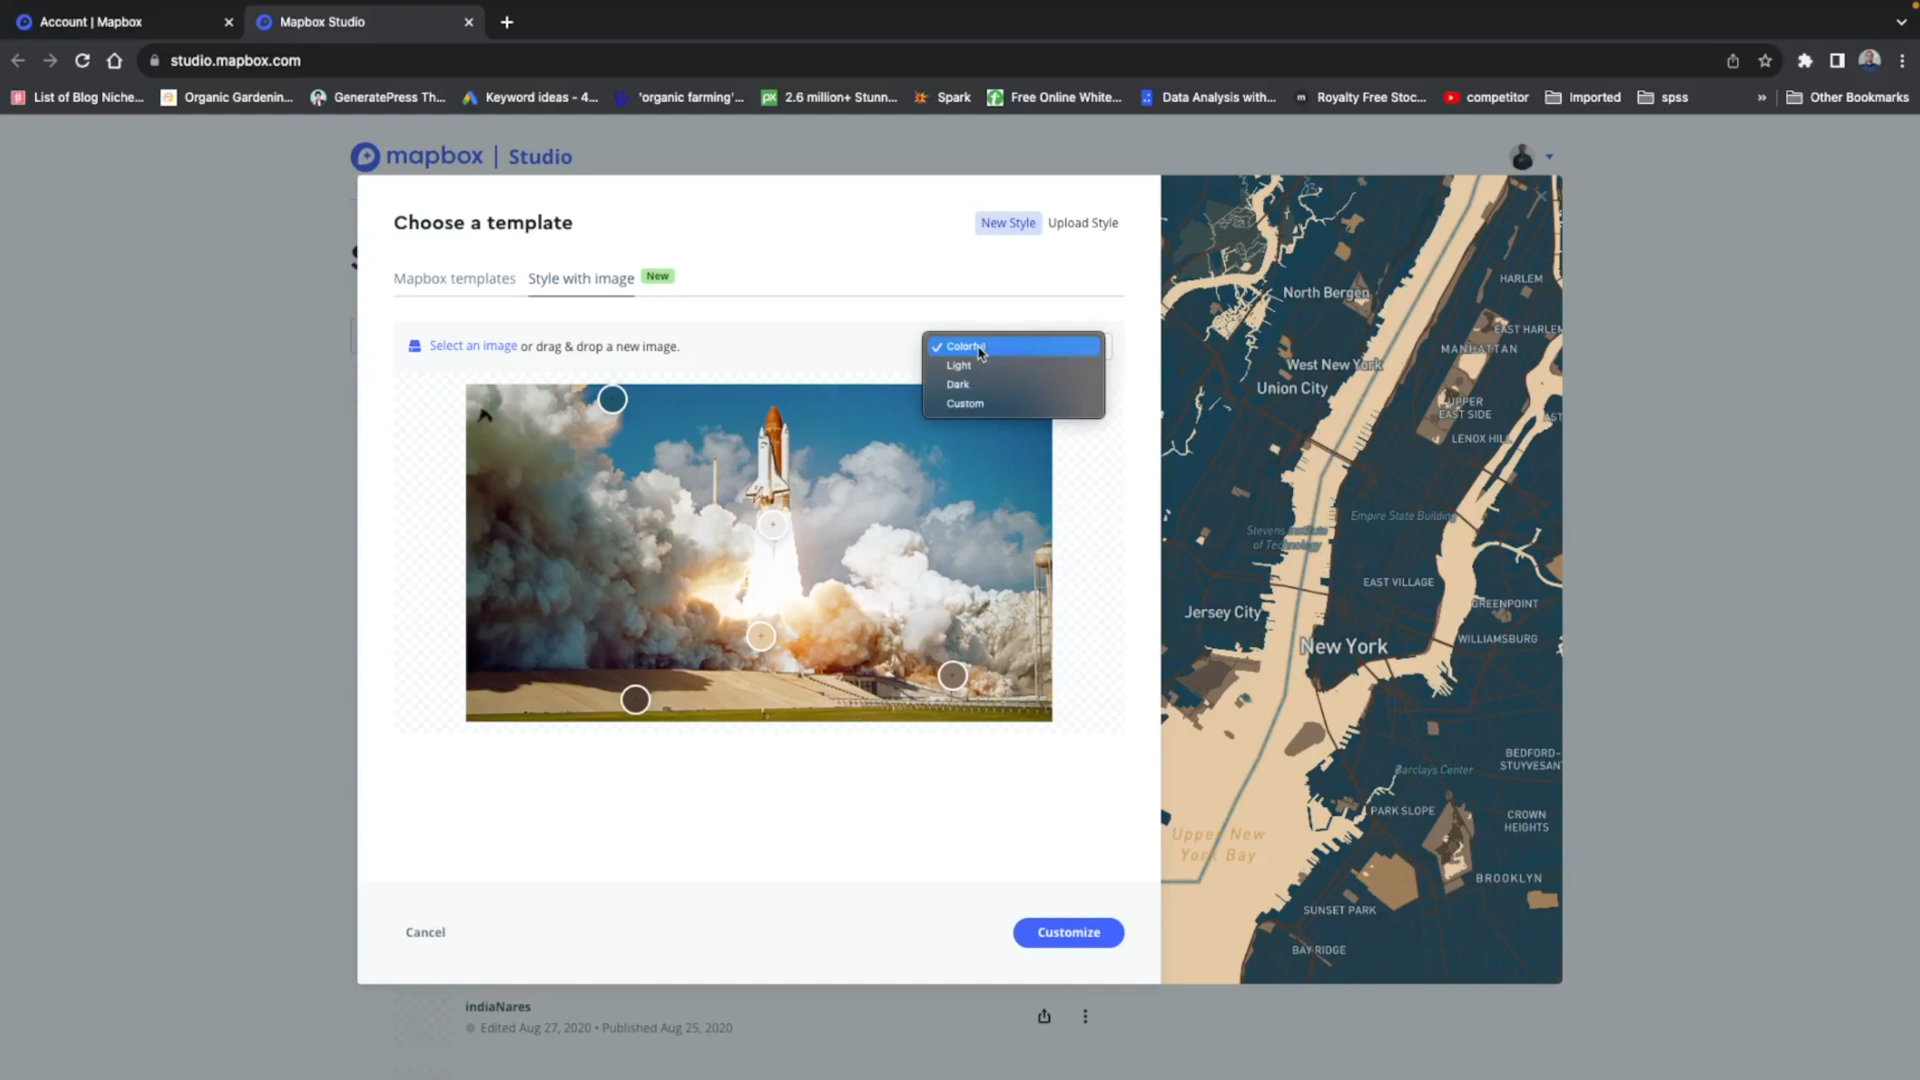 Account | Mapbox
Mapbox Studio
studio.mapbox.com
List of Blog Niche...
Organic Gardenin...
GeneratePress Th...
Keyword ideas - 4...
'organic farming'...
2.6 million+ Stunn...
Spark
Free Online White...
Data Analysis with...
Royalty Free Stoc...
competitor
Imported
spss
»
Other Bookmarks
mapbox | Studio
Choose a template
New Style
Upload Style
Mapbox templates
Style with image
New
Select an image or drag & drop a new image.
Colorful
Light
Dark
Custom
HARLEM
North Bergen
EAST HARLEM
MANHATTAN
West New York
Union City
UPPER
EAST SIDE
LENOX HILL
Empire State Building
Stevens Institute
of Technology
EAST VILLAGE
GREENPOINT
Jersey City
WILLIAMSBURG
New York
BEDFORD-
STUYVESAN
Barclays Center
PARK SLOPE
CROWN
HEIGHTS
Upper New
York Bay
BROOKLYN
SUNSET PARK
BAY RIDGE
Cancel
Customize
indiaNares
Edited Aug 27, 2020 • Published Aug 25, 2020